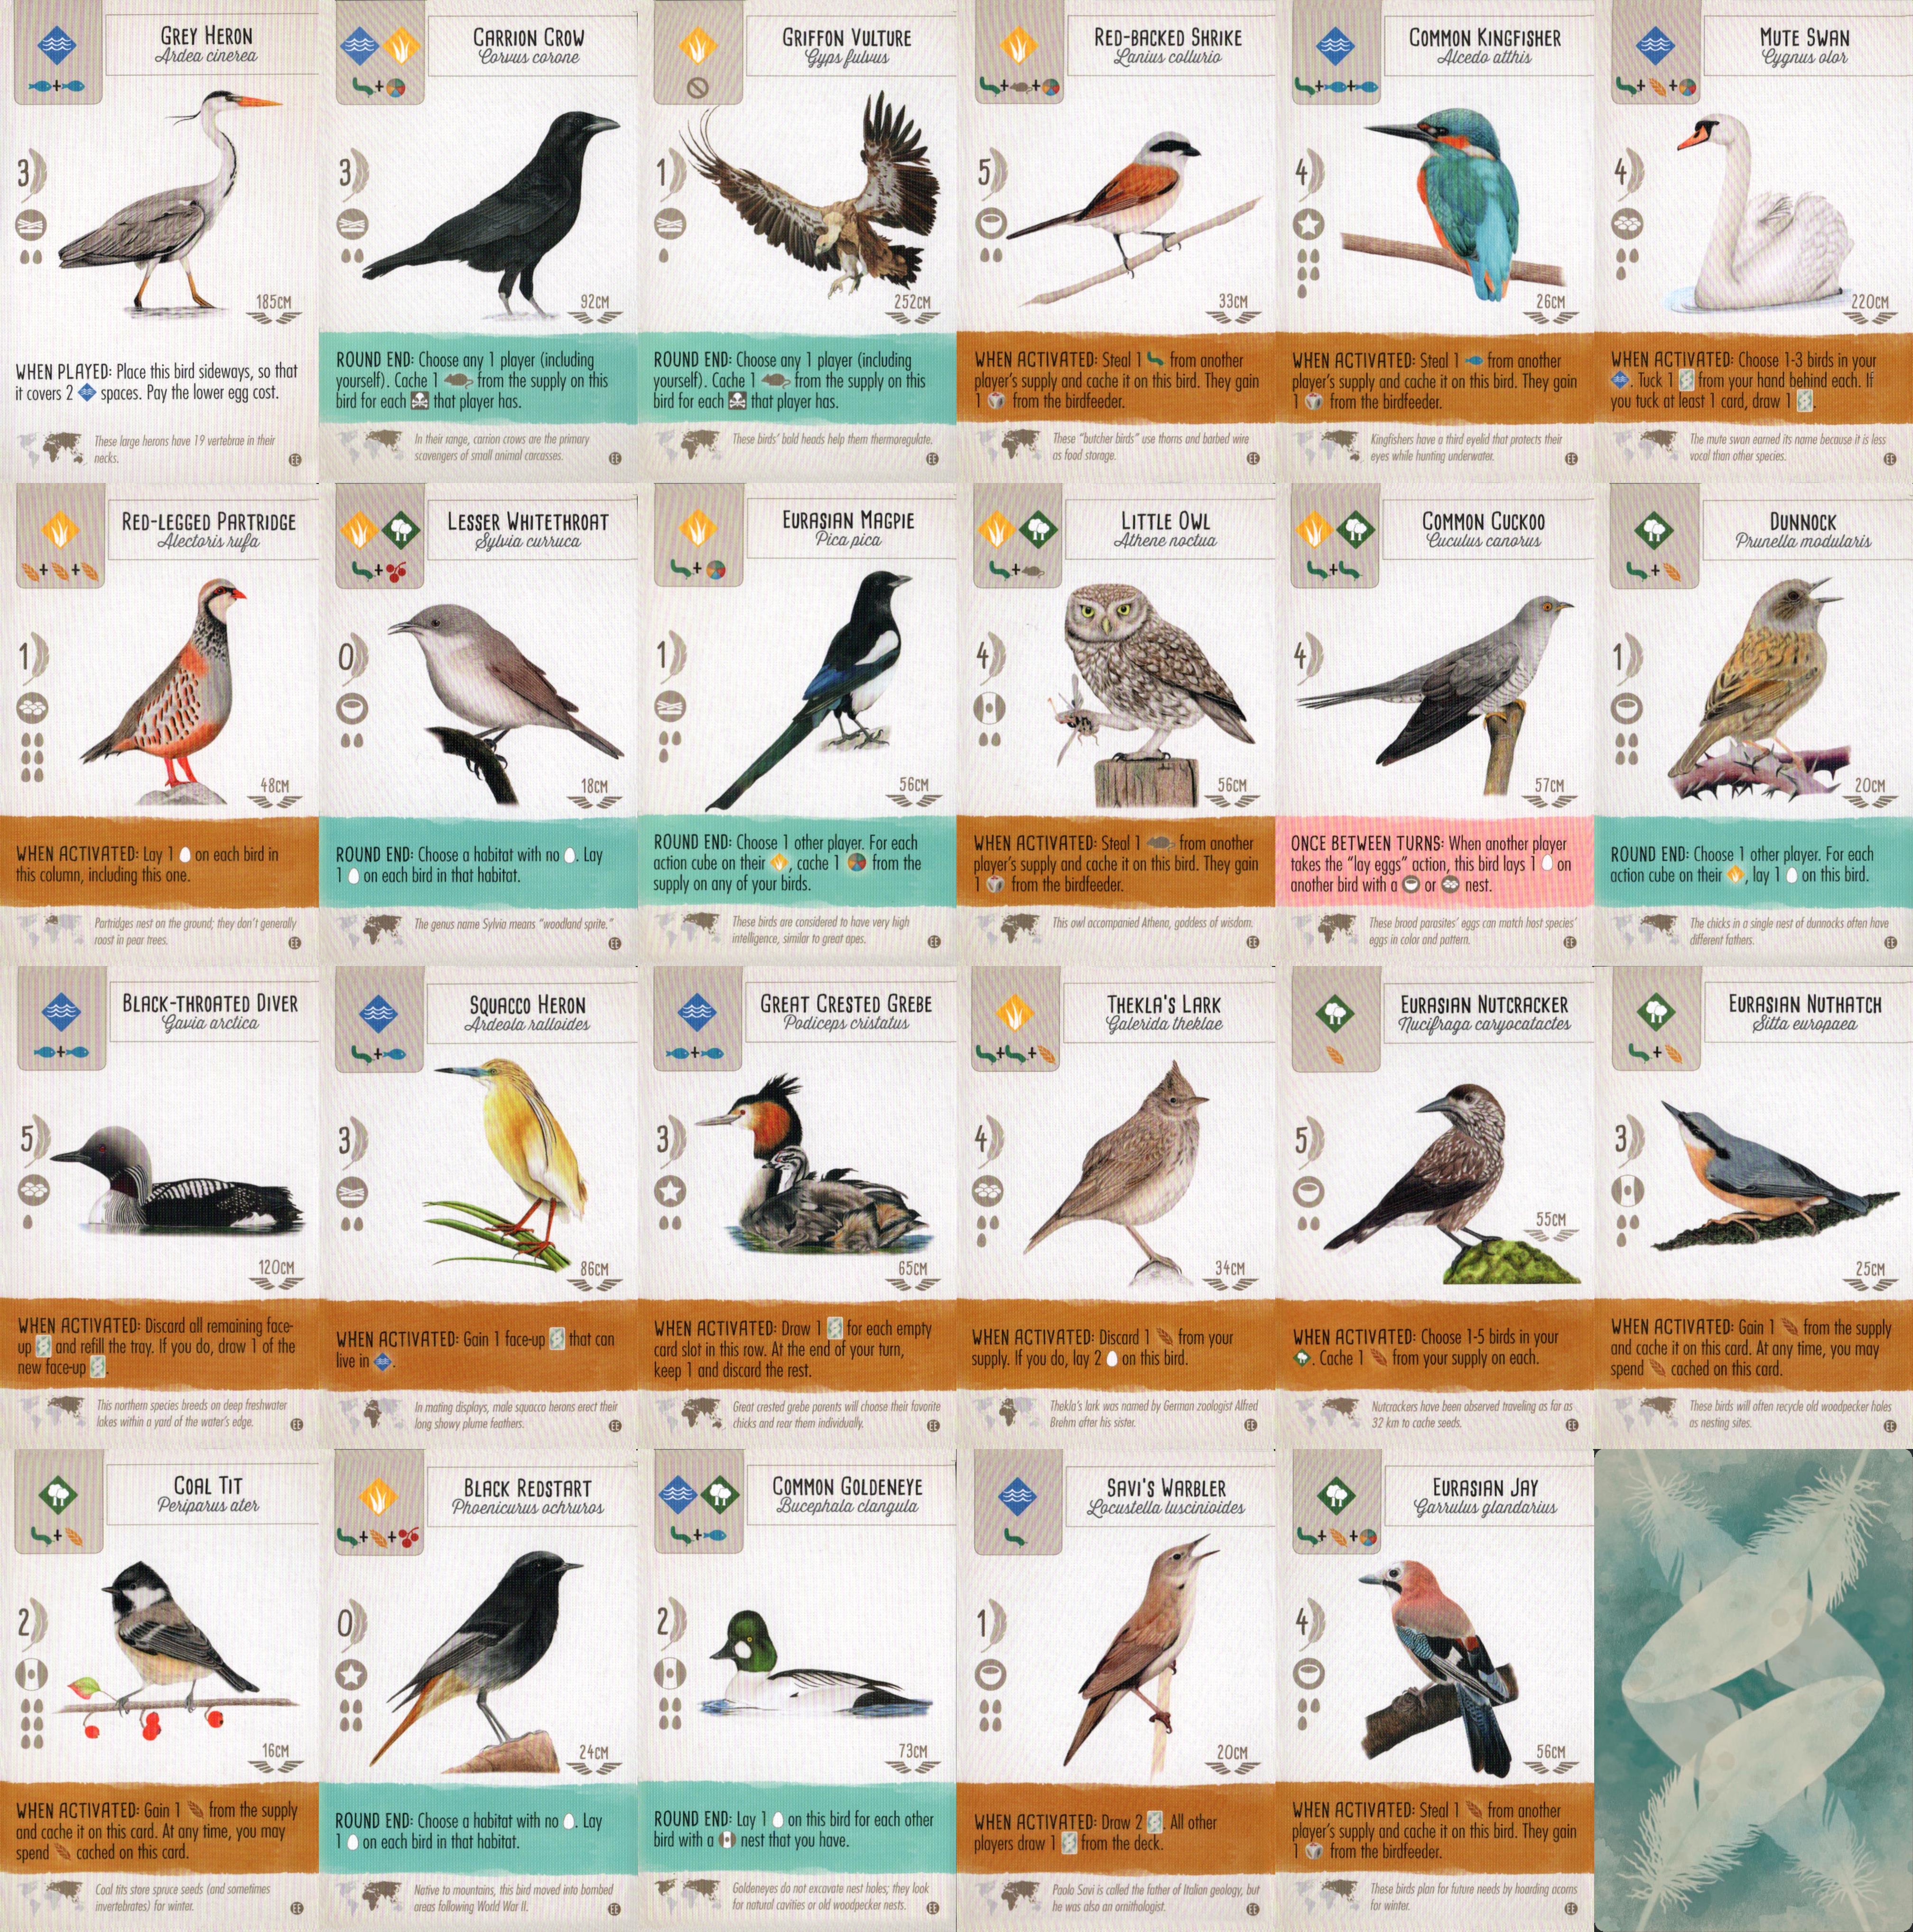 GREY HERON
Ardea cinerea
3
185CM
WHEN PLAYED: Place this bird sideways, so that
it covers 2 spaces. Pay the lower egg cost.
These large herons have 19 vertebrae in their
necks.
EE
CARRION CROW
Corvus corone
3
92CM
ROUND END: Choose any 1 player (including
yourself). Cache 1 from the supply on this
bird for each that player has.
In their range, carrion crows are the primary
scavengers of small animal carcasses.
EE
GRIFFON VULTURE
Gyps fulvus
1
252CM
ROUND END: Choose any 1 player (including
yourself). Cache 1 from the supply on this
bird for each that player has.
These birds' bald heads help them thermoregulate.
EE
RED-BACKED SHRIKE
Lanius collurio
5
33CM
WHEN ACTIVATED: Steal 1 from another
player's supply and cache it on this bird. They gain
1 from the birdfeeder.
These "butcher birds" use thorns and barbed wire
as food storage.
EE
COMMON KINGFISHER
Alcedo atthis
4
26CM
WHEN ACTIVATED: Steal 1 from another
player's supply and cache it on this bird. They gain
1 from the birdfeeder.
Kingfishers have a third eyelid that protects their
eyes while hunting underwater.
EE
MUTE SWAN
Cygnus olor
4
220CM
WHEN ACTIVATED: Choose 1-3 birds in your
. Tuck 1 from your hand behind each. If
you tuck at least 1 card, draw 1 .
The mute swan earned its name because it is less
vocal than other species.
EE
RED-LEGGED PARTRIDGE
Alectoris rufa
1
48CM
WHEN ACTIVATED: Lay 1 on each bird in
this column, including this one.
Partridges nest on the ground; they don't generally
roost in pear trees.
EE
LESSER WHITETHROAT
Sylvia curruca
0
18CM
ROUND END: Choose a habitat with no . Lay
1 on each bird in that habitat.
The genus name Sylvia means "woodland sprite."
EE
EURASIAN MAGPIE
Pica pica
1
56CM
ROUND END: Choose 1 other player. For each
action cube on their , cache 1 from the
supply on any of your birds.
These birds are considered to have very high
intelligence, similar to great apes.
EE
LITTLE OWL
Athene noctua
4
56CM
WHEN ACTIVATED: Steal 1 from another
player's supply and cache it on this bird. They gain
1 from the birdfeeder.
This owl accompanied Athena, goddess of wisdom.
EE
COMMON CUCKOO
Cuculus canorus
4
57CM
ONCE BETWEEN TURNS: When another player
takes the "lay eggs" action, this bird lays 1 on
another bird with a or nest.
These brood parasites' eggs can match host species'
eggs in color and pattern.
EE
DUNNOCK
Prunella modularis
1
20CM
ROUND END: Choose 1 other player. For each
action cube on their , lay 1 on this bird.
The chicks in a single nest of dunnocks often have
different fathers.
EE
BLACK-THROATED DIVER
Gavia arctica
5
120CM
WHEN ACTIVATED: Discard all remaining face-
up and refill the tray. If you do, draw 1 of the
new face-up .
This northern species breeds on deep freshwater
lakes within a yard of the water's edge.
EE
SQUACCO HERON
Ardeola ralloides
3
86CM
WHEN ACTIVATED: Gain 1 face-up that can
live in .
In mating displays, male squacco herons erect their
long showy plume feathers.
EE
GREAT CRESTED GREBE
Podiceps cristatus
3
65CM
WHEN ACTIVATED: Draw 1 for each empty
card slot in this row. At the end of your turn,
keep 1 and discard the rest.
Great crested grebe parents will choose their favorite
chicks and rear them individually.
EE
THEKLA'S LARK
Galerida theklae
4
34CM
WHEN ACTIVATED: Discard 1 from your
supply. If you do, lay 2 on this bird.
Thekla's lark was named by German zoologist Alfred
Brehm after his sister.
EE
EURASIAN NUTCRACKER
Nucifraga caryocatactes
5
55CM
WHEN ACTIVATED: Choose 1-5 birds in your
. Cache 1 from your supply on each.
Nutcrackers have been observed traveling as far as
32 km to cache seeds.
EE
EURASIAN NUTHATCH
Sitta europaea
3
25CM
WHEN ACTIVATED: Gain 1 from the supply
and cache it on this card. At any time, you may
spend cached on this card.
These birds will often recycle old woodpecker holes
as nesting sites.
EE
COAL TIT
Periparus ater
2
16CM
WHEN ACTIVATED: Gain 1 from the supply
and cache it on this card. At any time, you may
spend cached on this card.
Coal tits store spruce seeds (and sometimes
invertebrates) for winter.
EE
BLACK REDSTART
Phoenicurus ochruros
0
24CM
ROUND END: Choose a habitat with no . Lay
1 on each bird in that habitat.
Native to mountains, this bird moved into bombed
areas following World War II.
EE
COMMON GOLDENEYE
Bucephala clangula
2
73CM
ROUND END: Lay 1 on this bird for each other
bird with a nest that you have.
Goldeneyes do not excavate nest holes; they look
for natural cavities or old woodpecker nests.
EE
SAVI'S WARBLER
Locustella luscinioides
1
20CM
WHEN ACTIVATED: Draw 2 . All other
players draw 1 from the deck.
Paolo Savi is called the father of Italian geology, but
he was also an ornithologist.
EE
EURASIAN JAY
Garrulus glandarius
4
56CM
WHEN ACTIVATED: Steal 1 from another
player's supply and cache it on this bird. They gain
1 from the birdfeeder.
These birds plan for future needs by hoarding acorns
for winter.
EE